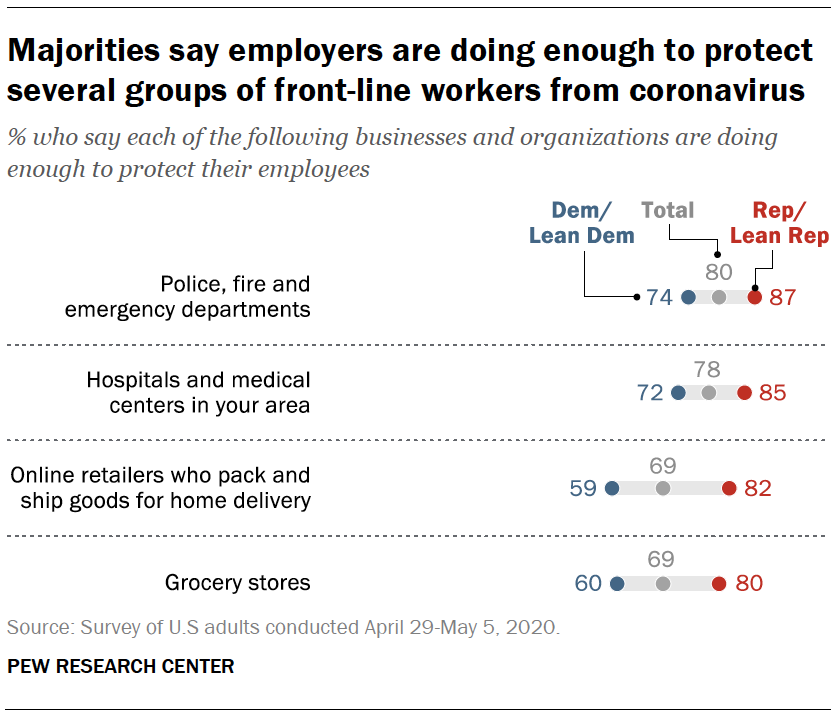 Majorities say employers are doing enough to protect
several groups of front-line workers from coronavirus
% who say each of the following businesses and organizations are doing
enough to protect their employees
Dem/ Total Rep/
Lean Dem Lean Rep
80
Police, fire and
emergency departments
74 87
78
Hospitals and medical
centers in your area
72 85
69
Online retailers who pack and
ship goods for home delivery
59 82
69
Grocery stores 60 80
Source: Survey of U.S adults conducted April 29-May 5, 2020.
PEW RESEARCH CENTER